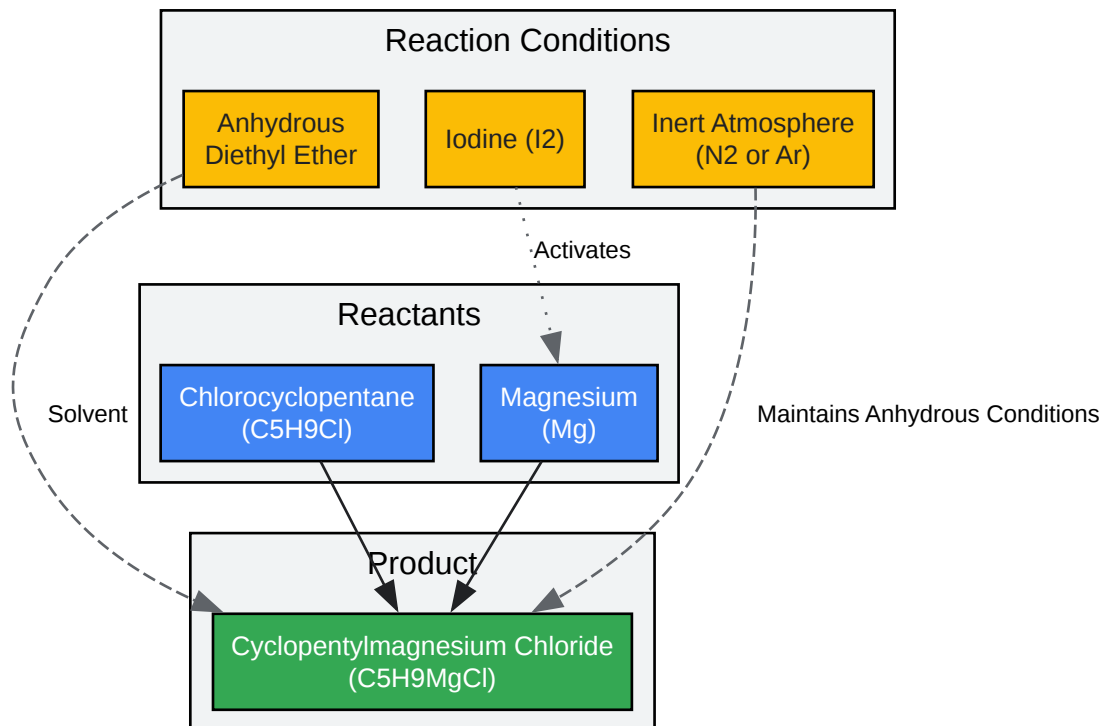 Reaction Conditions
Anhydrous
Diethyl Ether
Iodine (I2)
Inert Atmosphere
(N2 or Ar)
Activates
Reactants
Chlorocyclopentane
(C5H9Cl)
Magnesium
(Mg)
Solvent
Maintains Anhydrous Conditions
Product
Cyclopentylmagnesium Chloride
(C5H9MgCl)